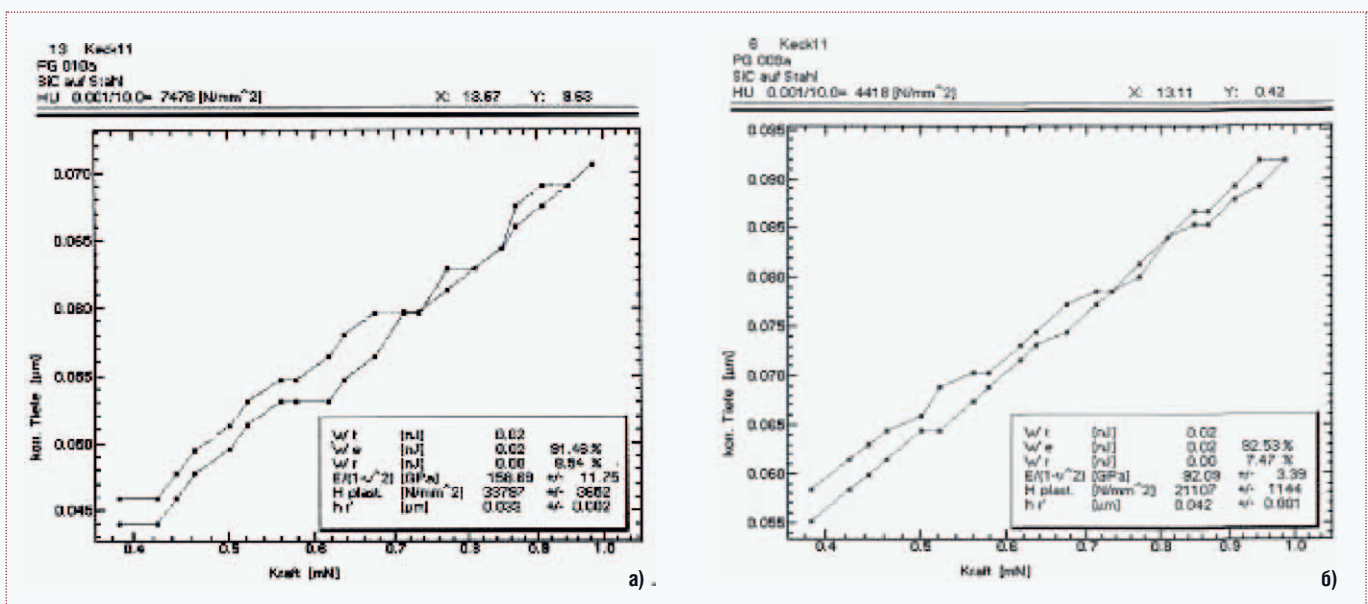 13 Keck11
PG 010a
SiC auf Stahl
HU 0.001/10.0= 7478 [N/mm^2] X: 18.67 Y: 8.63
0.070
0.065
0.060
0.055
0.050
0.045
kon. Tiefe [µm]
0.4 0.5 0.6 0.7 0.8 0.9 1.0
Kraft [mN]
W t [nJ] 0.02
W e [nJ] 0.02 91.48%
W r [nJ] 0.00 8.54 %
E/(1-v^2) [GPa] 158.69 +/- 11.75
H plast. [N/mm^2] 33787 +/-
h r' [µm] 0.033 +/- 0.002
а)
6 Keck11
PG 009a
SiC auf Stahl
HU 0.001/10.0= 4418 [N/mm^2] X: 13.11 Y: 0.42
0.095
0.090
0.085
0.080
0.075
0.070
0.065
0.060
0.055
kon. Tiefe [µm]
0.4 0.5 0.6 0.7 0.8 0.9 1.0
Kraft [mN]
W t [nJ] 0.02
W e [nJ] 0.02 92.53%
W r [nJ] 0.00 7.47 %
E/(1-v^2) [GPa] 92.09 +/- 3.39
H plast. [N/mm^2] 21107 +/- 1144
h r' [µm] 0.042 +/- 0.001
б)